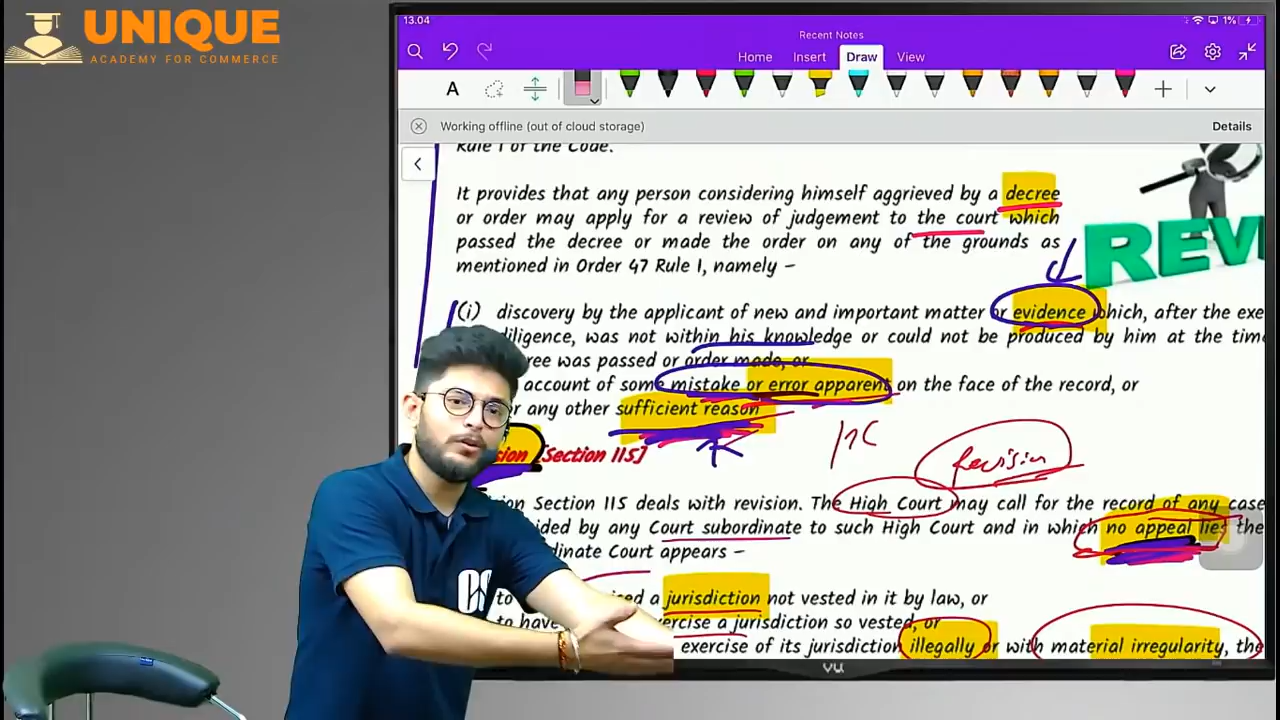 UNIQUE
ACADEMY FOR COMMERCE
13.04
1%
Recent Notes
Home Insert Draw View
A
Working offline (out of cloud storage)
Details
Rule 1 of the Code.
It provides that any person considering himself aggrieved by a decree
or order may apply for a review of judgement to the court which
passed the decree or made the order on any of the grounds as
mentioned in Order 47 Rule 1, namely –
REV
(i) discovery by the applicant of new and important matter or evidence which, after the exe
diligence, was not within his knowledge or could not be produced by him at the time
ree was passed or order made, or
account of some mistake or error apparent on the face of the record, or
r any other sufficient reason
Revision
sion [Section 115]
on Section 115 deals with revision. The High Court may call for the record of any case
ided by any Court subordinate to such High Court and in which no appeal lies the
dinate Court appears –
to ised a jurisdiction not vested in it by law, or
to have ercise a jurisdiction so vested, or
exercise of its jurisdiction illegally or with material irregularity, the
CS
VU